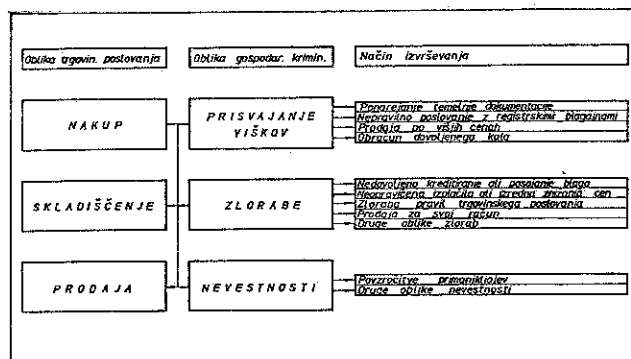 Oblika trgovin. poslovanja
Oblika gospodar. krimin.
Način izvrševanja
NAKUP
PRISVAJANJE
VIŠKOV
Ponarejanje temeljne dokumentacije
Nepravilno poslovanje z registrskimi blagajnami
Prodaja po višjih cenah
Obračun dovoljenega kala
SKLADIŠČENJE
ZLORABE
Nedovoljeno kreditiranje ali posojanje blaga
Neopravičena izplačila ali izredna znižanja cen
Zloraba pravil trgovinskega poslovanja
Prodaja za svoj račun
Druge oblike zlorab
PRODAJA
NEVESTNOSTI
Povzročitve primanjkljajev
Druge oblike nevestnosti